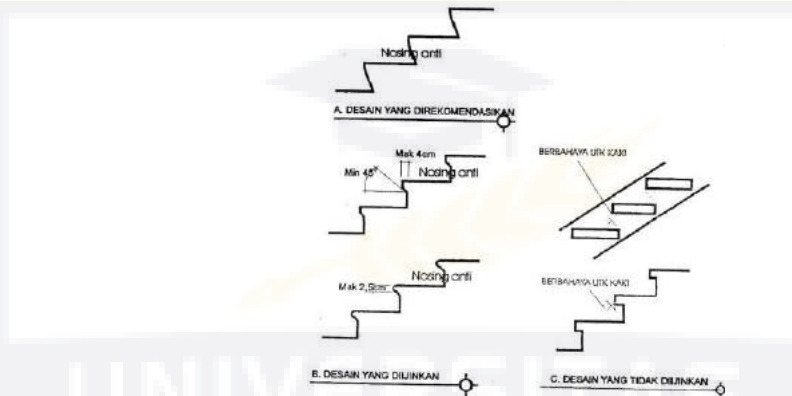 Nosing anti
A. DESAIN YANG DIREKOMENDASIKAN
Mak 4cm
Min 45°
Nosing anti
BERBAHAYA UTK KAKI
Nosing anti
Mak 2,5cm
BERBAHAYA UTK KAKI
B. DESAIN YANG DIIJINKAN
C. DESAIN YANG TIDAK DIIJINKAN